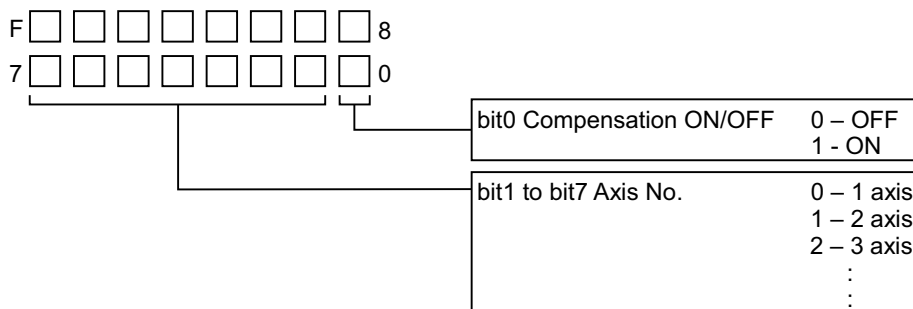 F 8
7 0
bit0 Compensation ON/OFF 0 – OFF
1 - ON
bit1 to bit7 Axis No. 0 – 1 axis
1 – 2 axis
2 – 3 axis
:
: